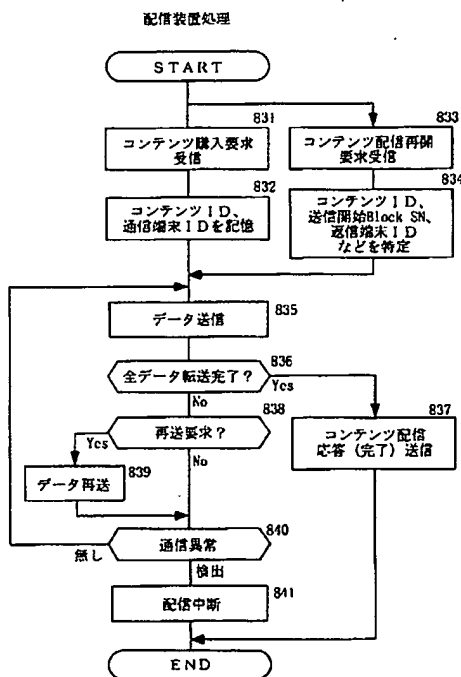 配信装置処理
START
831
コンテンツ購入要求
受信
833
コンテンツ配信再開
要求受信
832
コンテンツID、
通信端末IDを記憶
834
コンテンツID、
送信開始Block SN、
返信端末ID
などを特定
835
データ送信
836
全データ転送完了?
Yes
No
837
コンテンツ配信
応答(完了)送信
838
再送要求?
Yes
No
839
データ再送
840
通信異常
無し
検出
841
配信中断
END